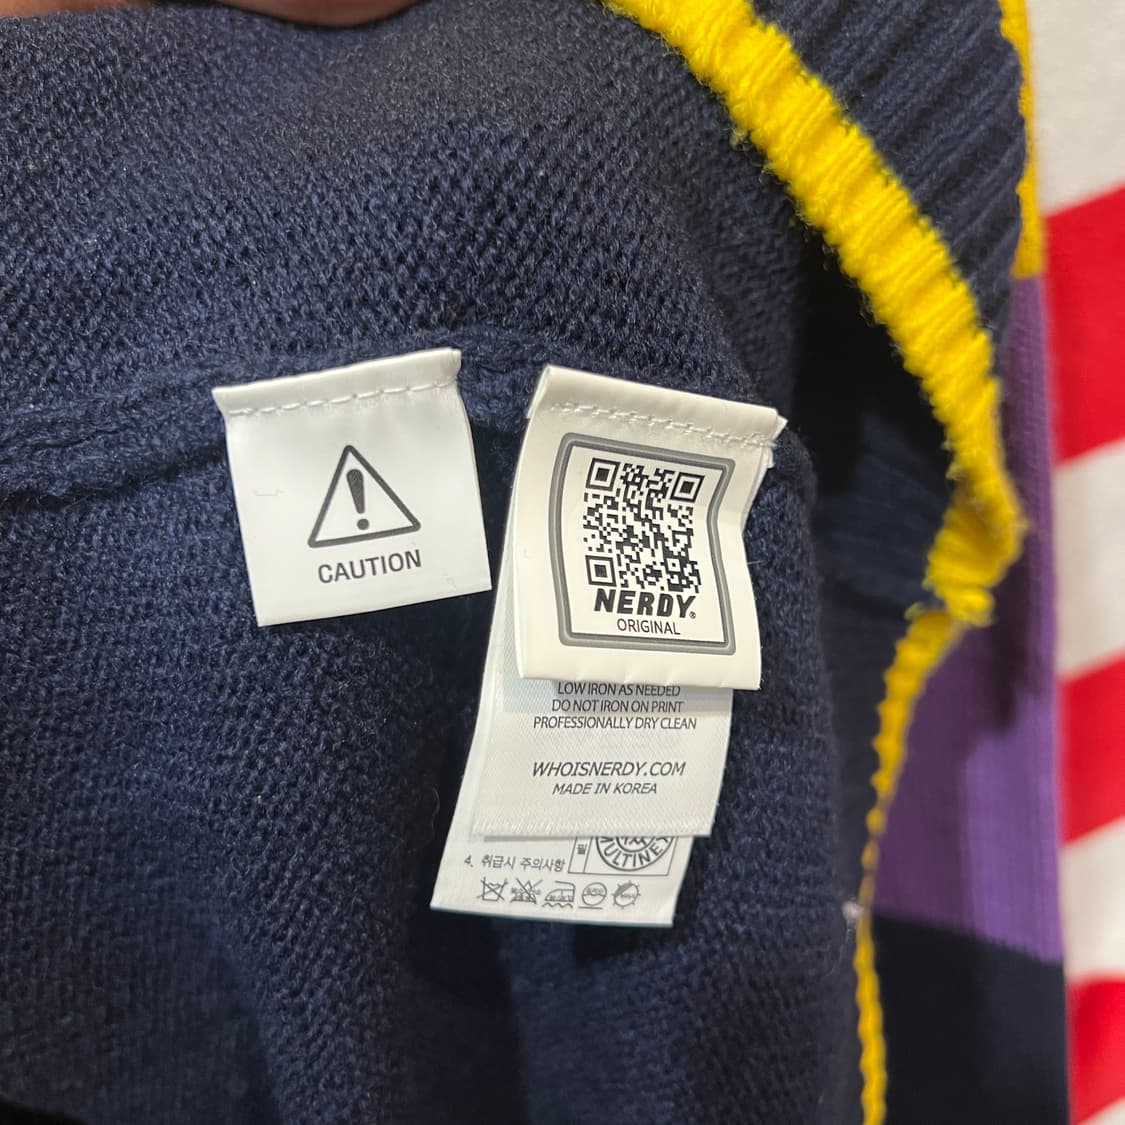 CAUTION
NERDY®
ORIGINAL
LOW IRON AS NEEDED
DO NOT IRON ON PRINT
PROFESSIONALLY DRY CLEAN
WHOISNERDY.COM
MADE IN KOREA
4. 취급시 주의사항